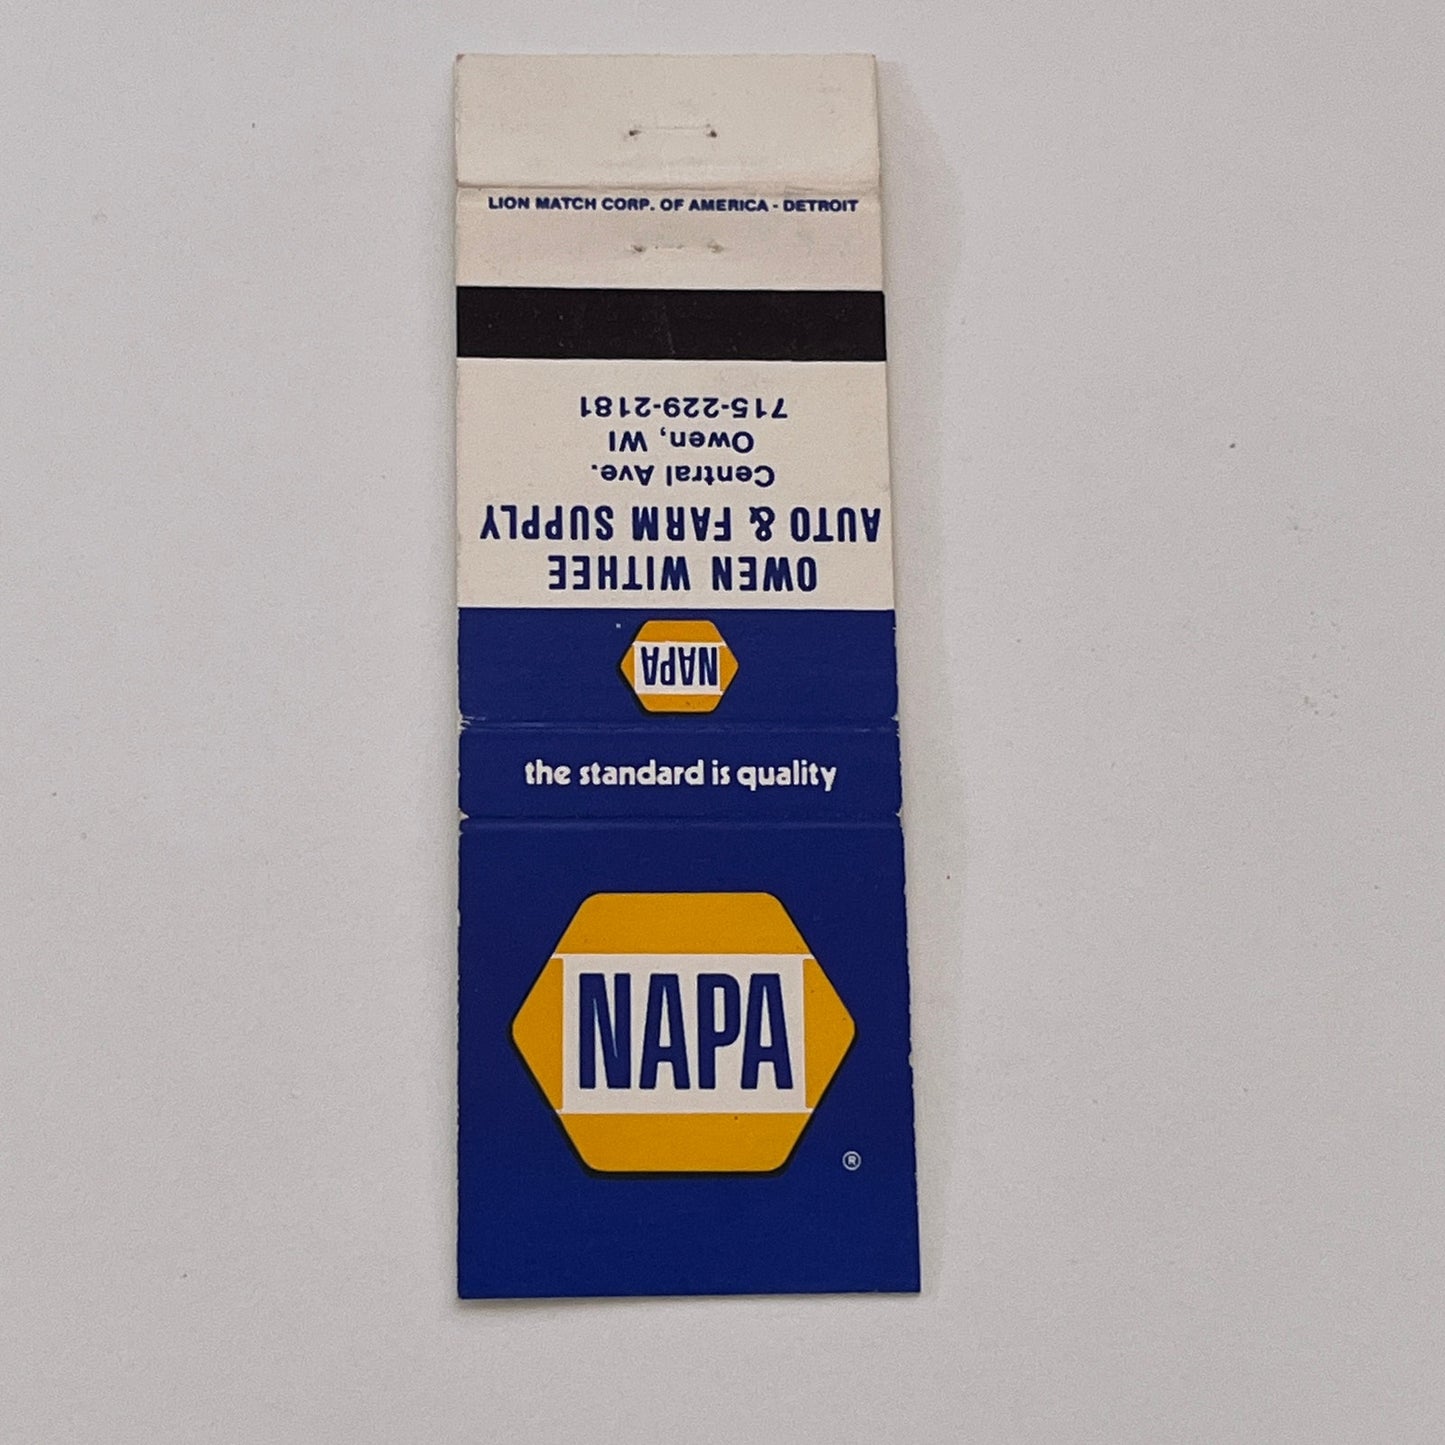 LION MATCH CORP. OF AMERICA - DETROIT
OWEN WITHEE
AUTO & FARM SUPPLY
Central Ave.
Owen, WI
715-229-2181
NAPA
the standard is quality
NAPA
®